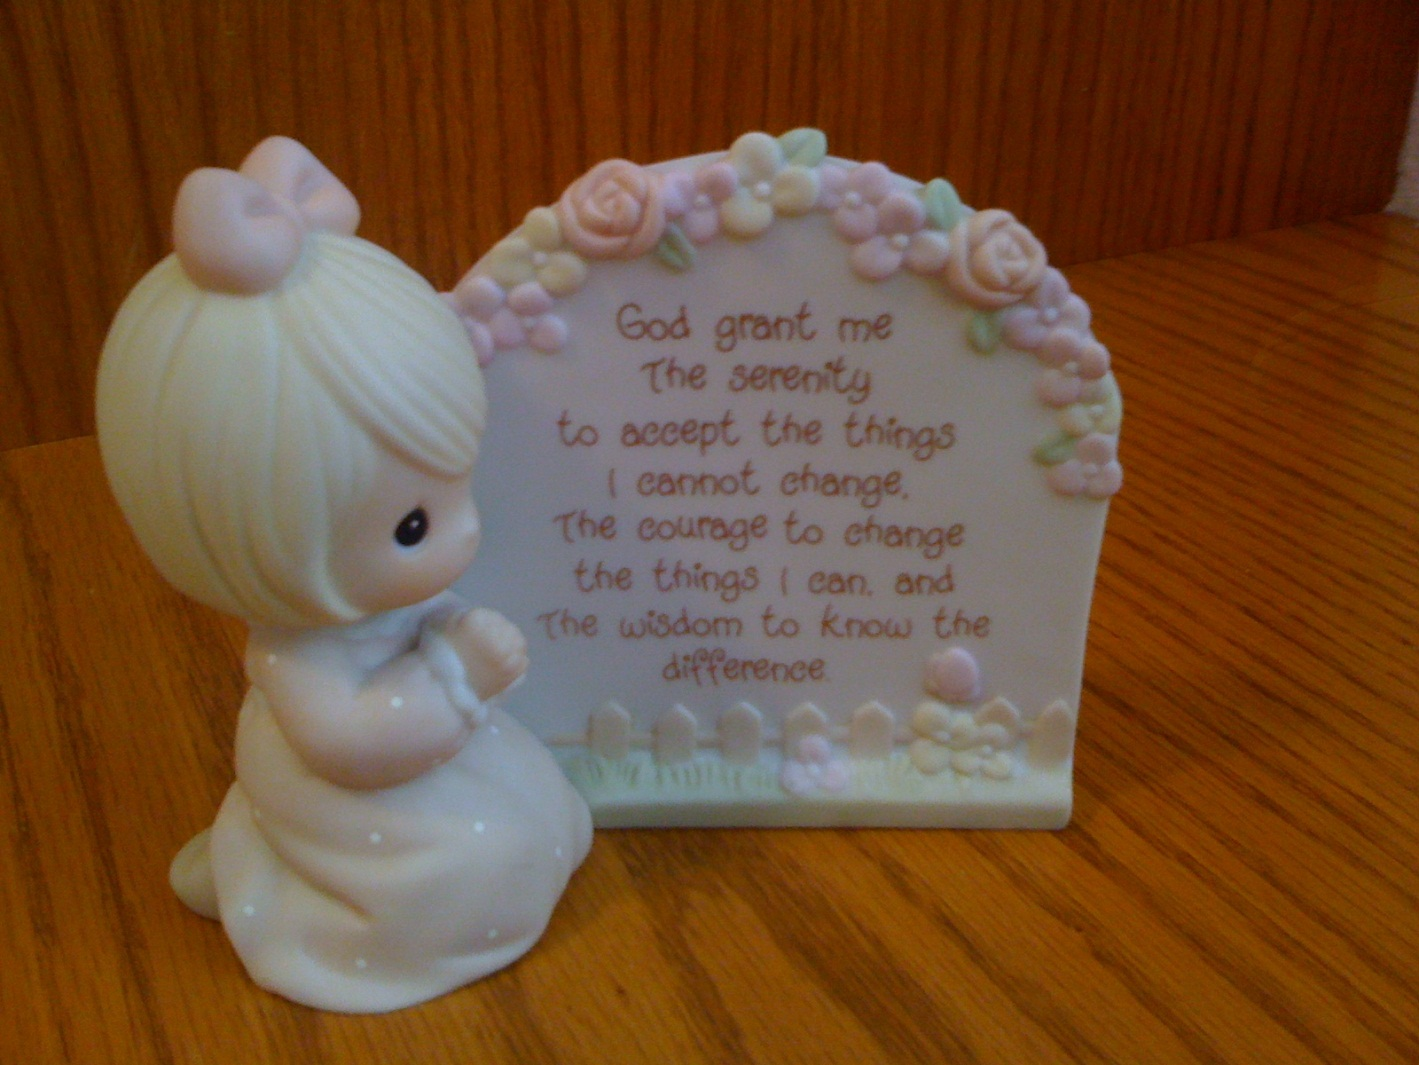 God grant me
The serenity
to accept the things
I cannot change,
The courage to change
the things I can, and
The wisdom to know the
difference.